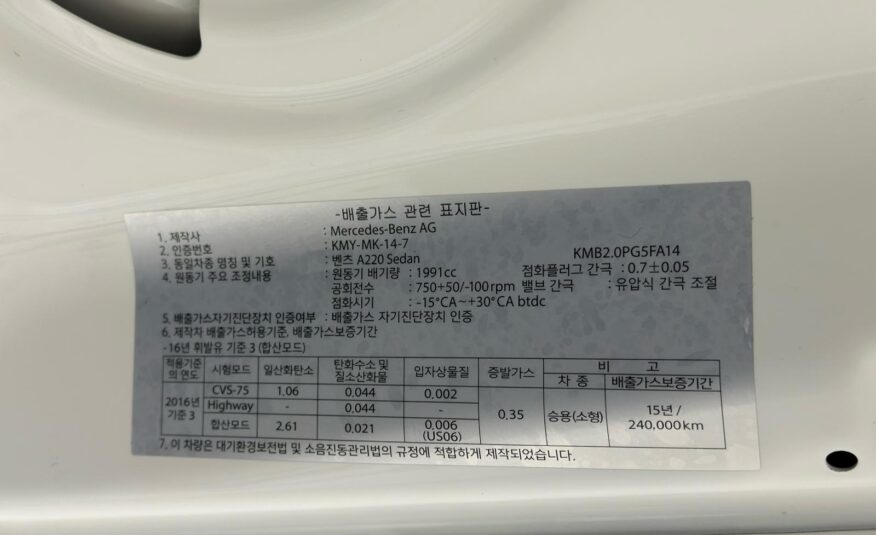 -배출가스 관련 표지판-
1. 제작사 : Mercedes-Benz AG
2. 인증번호 : KMY-MK-14-7
3. 동일차종 명칭 및 기호 : 벤츠 A220 Sedan KMB2.0PG5FA14
4. 원동기 주요 조정내용 : 원동기 배기량 : 1991cc 점화플러그 간극 : 0.7±0.05
공회전수 : 750+50/-100rpm 밸브 간극 : 유압식 간극 조절
점화시기 : -15°CA~+30°CA btdc
5. 배출가스자기진단장치 인증여부 : 배출가스 자기진단장치 인증
6. 제작차 배출가스허용기준, 배출가스보증기간
-16년 휘발유 기준 3 (합산모드)
적용기준의 연도 시험모드 일산화탄소 탄화수소 및 질소산화물 입자상물질 증발가스 비 고
차 종 배출가스보증기간
2016년 기준 3 CVS-75 1.06 0.044 0.002 0.35 승용(소형) 15년 / 240,000km
Highway - 0.044 -
합산모드 2.61 0.021 0.006 (US06)
7. 이 차량은 대기환경보전법 및 소음진동관리법의 규정에 적합하게 제작되었습니다.